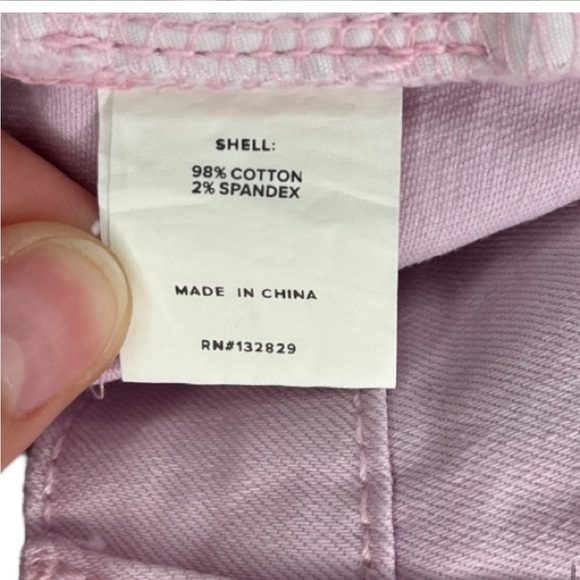 SHELL:
98% COTTON
2% SPANDEX
MADE IN CHINA
RN#132829